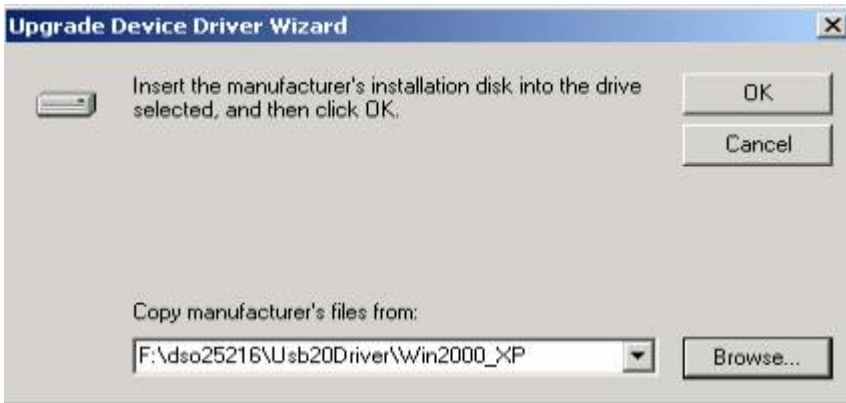 Upgrade Device Driver Wizard
Insert the manufacturer's installation disk into the drive
selected, and then click OK.
OK
Cancel
Copy manufacturer's files from:
F:\dso25216\Usb20Driver\Win2000_XP
Browse...